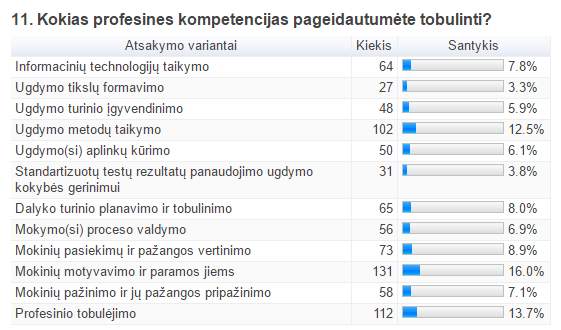 11. Kokias profesines kompetencijas pageidautumėte tobulinti?
Atsakymo variantai Kiekis Santykis
Informacinių technologijų taikymo 64 7.8%
Ugdymo tikslų formavimo 27 3.3%
Ugdymo turinio įgyvendinimo 48 5.9%
Ugdymo metodų taikymo 102 12.5%
Ugdymo(si) aplinkų kūrimo 50 6.1%
Standartizuotų testų rezultatų panaudojimo ugdymo
kokybės gerinimui 31 3.8%
Dalyko turinio planavimo ir tobulinimo 65 8.0%
Mokymo(si) proceso valdymo 56 6.9%
Mokinių pasiekimų ir pažangos vertinimo 73 8.9%
Mokinių motyvavimo ir paramos jiems 131 16.0%
Mokinių pažinimo ir jų pažangos pripažinimo 58 7.1%
Profesinio tobulėjimo 112 13.7%